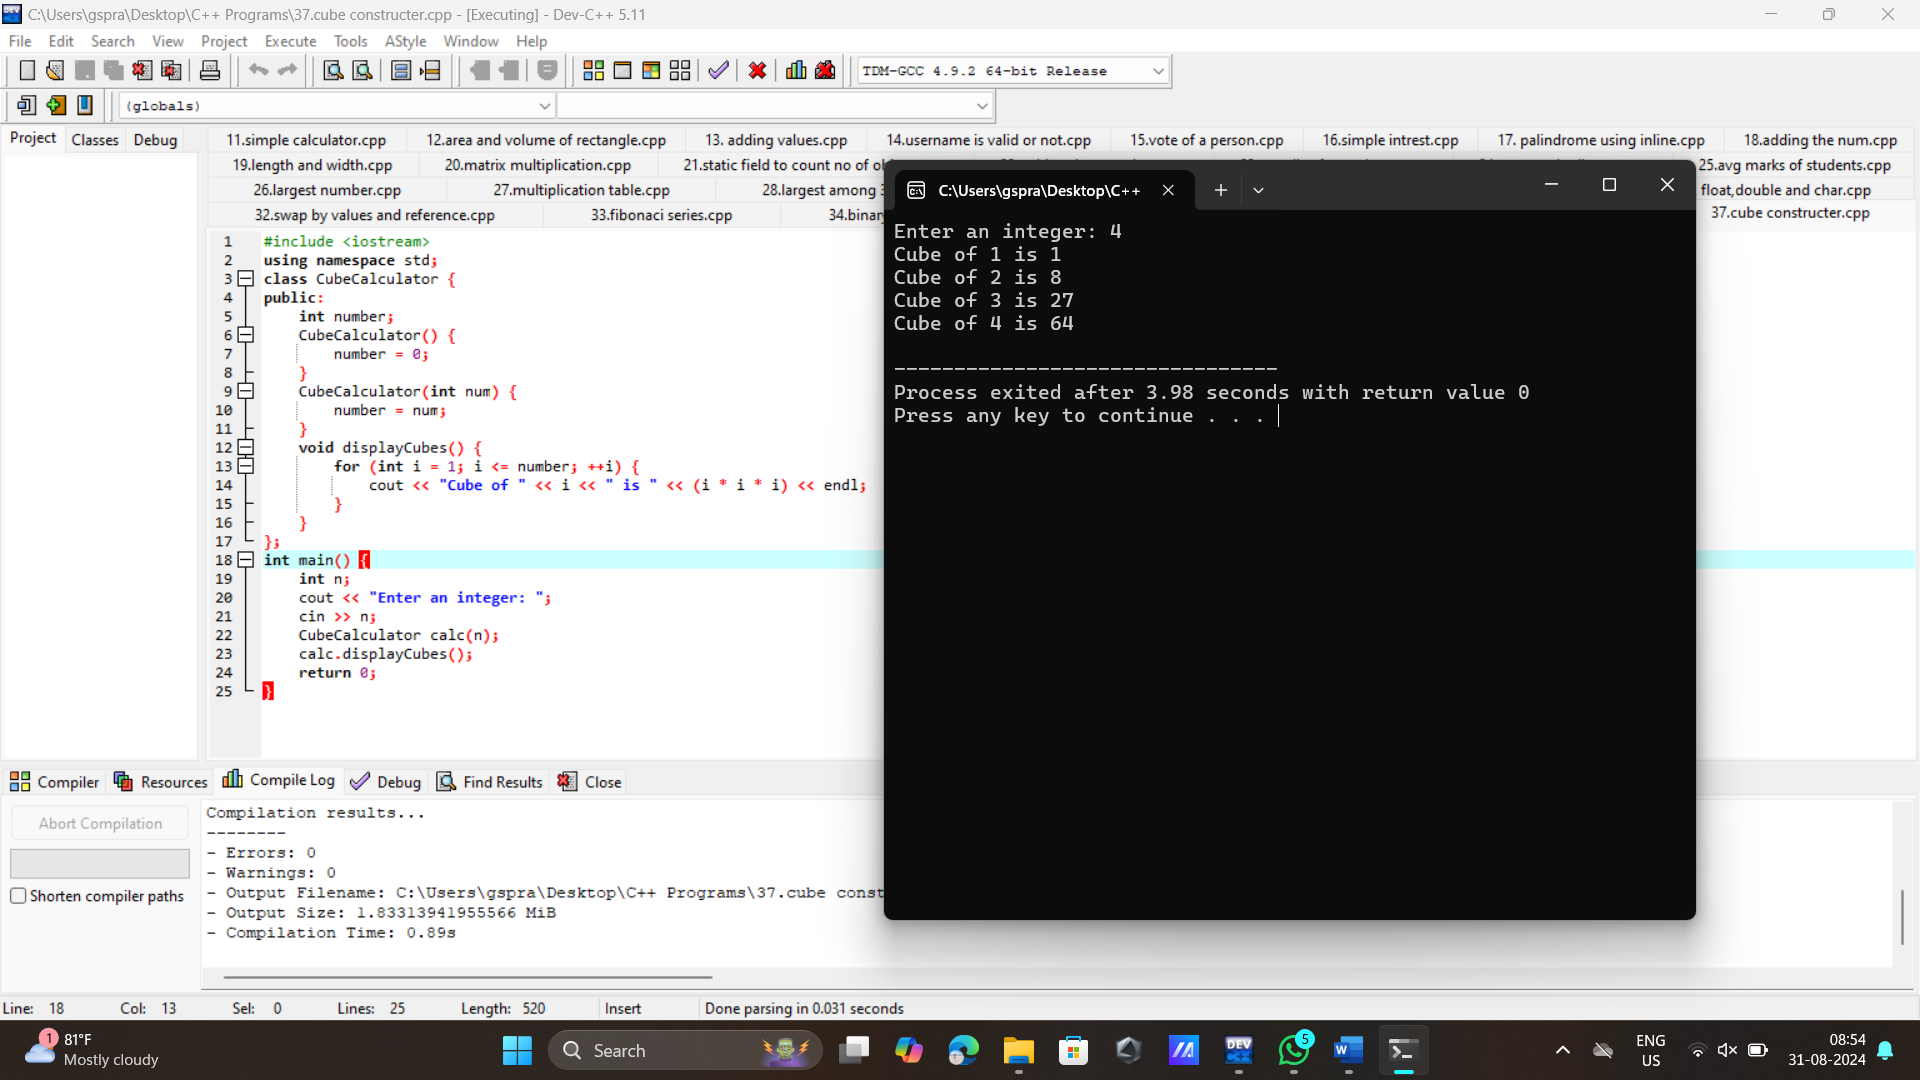 C:\Users\gspra\Desktop\C++ Programs\37.cube constructer.cpp - [Executing] - Dev-C++ 5.11
File Edit Search View Project Execute Tools AStyle Window Help
TDM-GCC 4.9.2 64-bit Release
(globals)
Project Classes Debug
11.simple calculator.cpp 12.area and volume of rectangle.cpp 13. adding values.cpp 14.username is valid or not.cpp 15.vote of a person.cpp 16.simple intrest.cpp 17. palindrome using inline.cpp 18.adding the num.cpp
19.length and width.cpp 20.matrix multiplication.cpp 21.static field to count no of 25.avg marks of students.cpp
26.largest number.cpp 27.multiplication table.cpp 28.largest among float,double and char.cpp
32.swap by values and reference.cpp 33.fibonaci series.cpp 37.cube constructer.cpp
1 #include <iostream>
2 using namespace std;
3 class CubeCalculator {
4 public:
5 int number;
6 CubeCalculator() {
7 number = 0;
8 }
9 CubeCalculator(int num) {
10 number = num;
11 }
12 void displayCubes() {
13 for (int i = 1; i <= number; ++i) {
14 cout << "Cube of " << i << " is " << (i * i * i) << endl;
15 }
16 }
17 };
18 int main() {
19 int n;
20 cout << "Enter an integer: ";
21 cin >> n;
22 CubeCalculator calc(n);
23 calc.displayCubes();
24 return 0;
25 }
C:\Users\gspra\Desktop\C++
Enter an integer: 4
Cube of 1 is 1
Cube of 2 is 8
Cube of 3 is 27
Cube of 4 is 64
--------------------------------
Process exited after 3.98 seconds with return value 0
Press any key to continue . . .
Compiler Resources Compile Log Debug Find Results Close
Abort Compilation
Shorten compiler paths
Compilation results...
--------
- Errors: 0
- Warnings: 0
- Output Filename: C:\Users\gspra\Desktop\C++ Programs\37.cube const
- Output Size: 1.83313941955566 MiB
- Compilation Time: 0.89s
Line: 18 Col: 13 Sel: 0 Lines: 25 Length: 520 Insert Done parsing in 0.031 seconds
1
81°F
Mostly cloudy
Search
DEV
5
W
ENG
US
08:54
31-08-2024